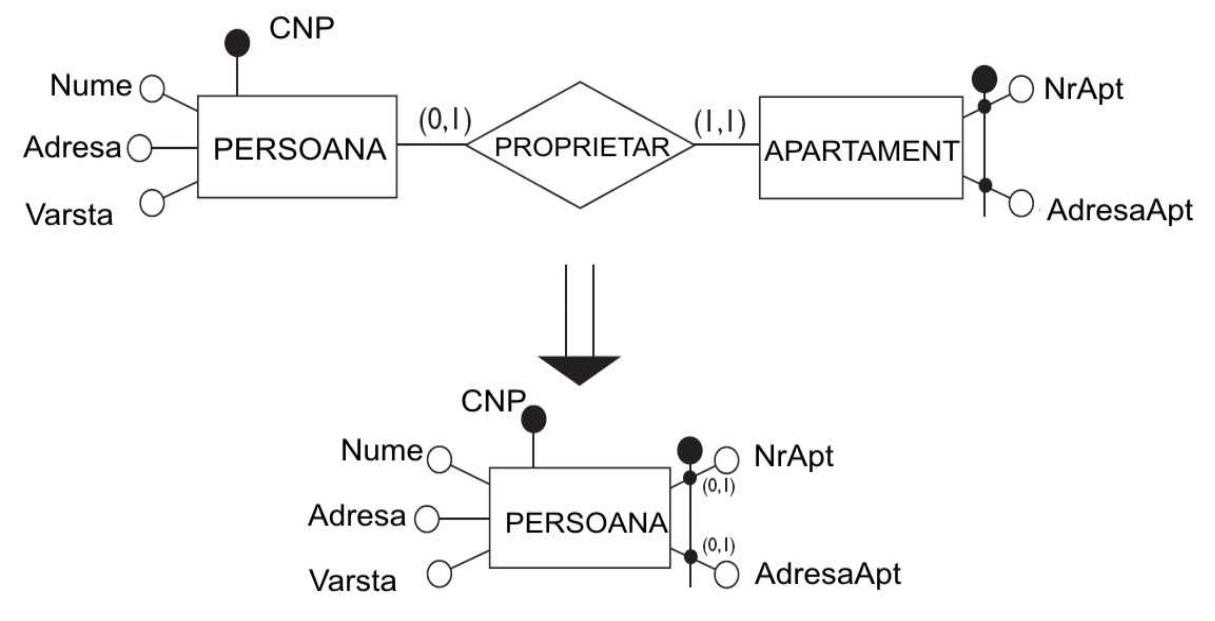 CNP
Nume
Adresa
Varsta
PERSOANA
(0,1)
PROPRIETAR
(1,1)
APARTAMENT
NrApt
AdresaApt
CNP
Nume
Adresa
Varsta
PERSOANA
NrApt
(0,1)
(0,1)
AdresaApt